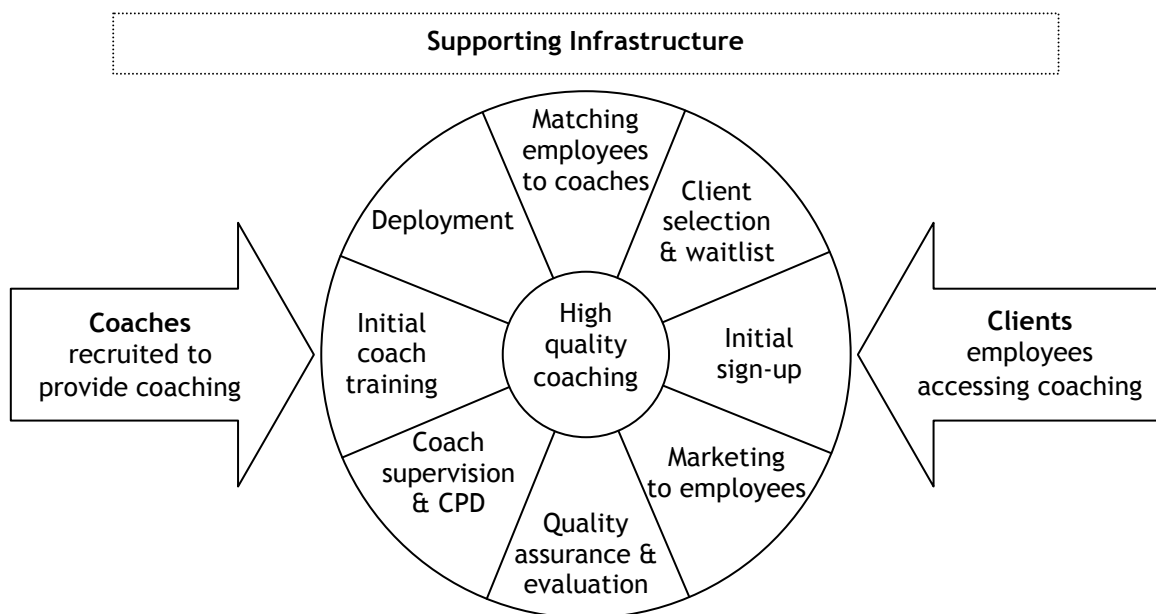 Supporting Infrastructure
Matching
employees
to coaches
Client
selection
& waitlist
Deployment
Coaches
recruited to
provide coaching
Initial
coach
training
High
quality
coaching
Initial
sign-up
Clients
employees
accessing coaching
Coach
supervision
& CPD
Marketing
to employees
Quality
assurance &
evaluation